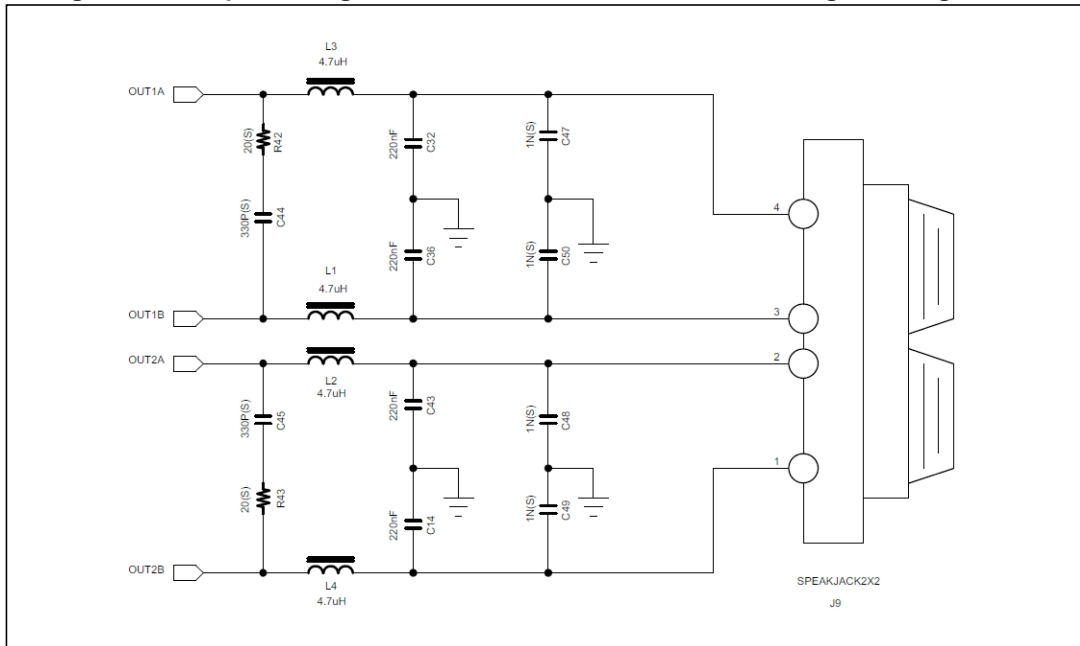 L3
4.7uH
OUT1A
20(S)
R42
220nF
C32
1N(S)
C47
330P(S)
C44
4
220nF
C36
1N(S)
C50
L1
4.7uH
OUT1B
3
OUT2A
2
L2
4.7uH
330P(S)
C45
220nF
C43
1N(S)
C48
1
20(S)
R43
220nF
C14
1N(S)
C49
OUT2B
L4
4.7uH
SPEAKJACK2X2
J9